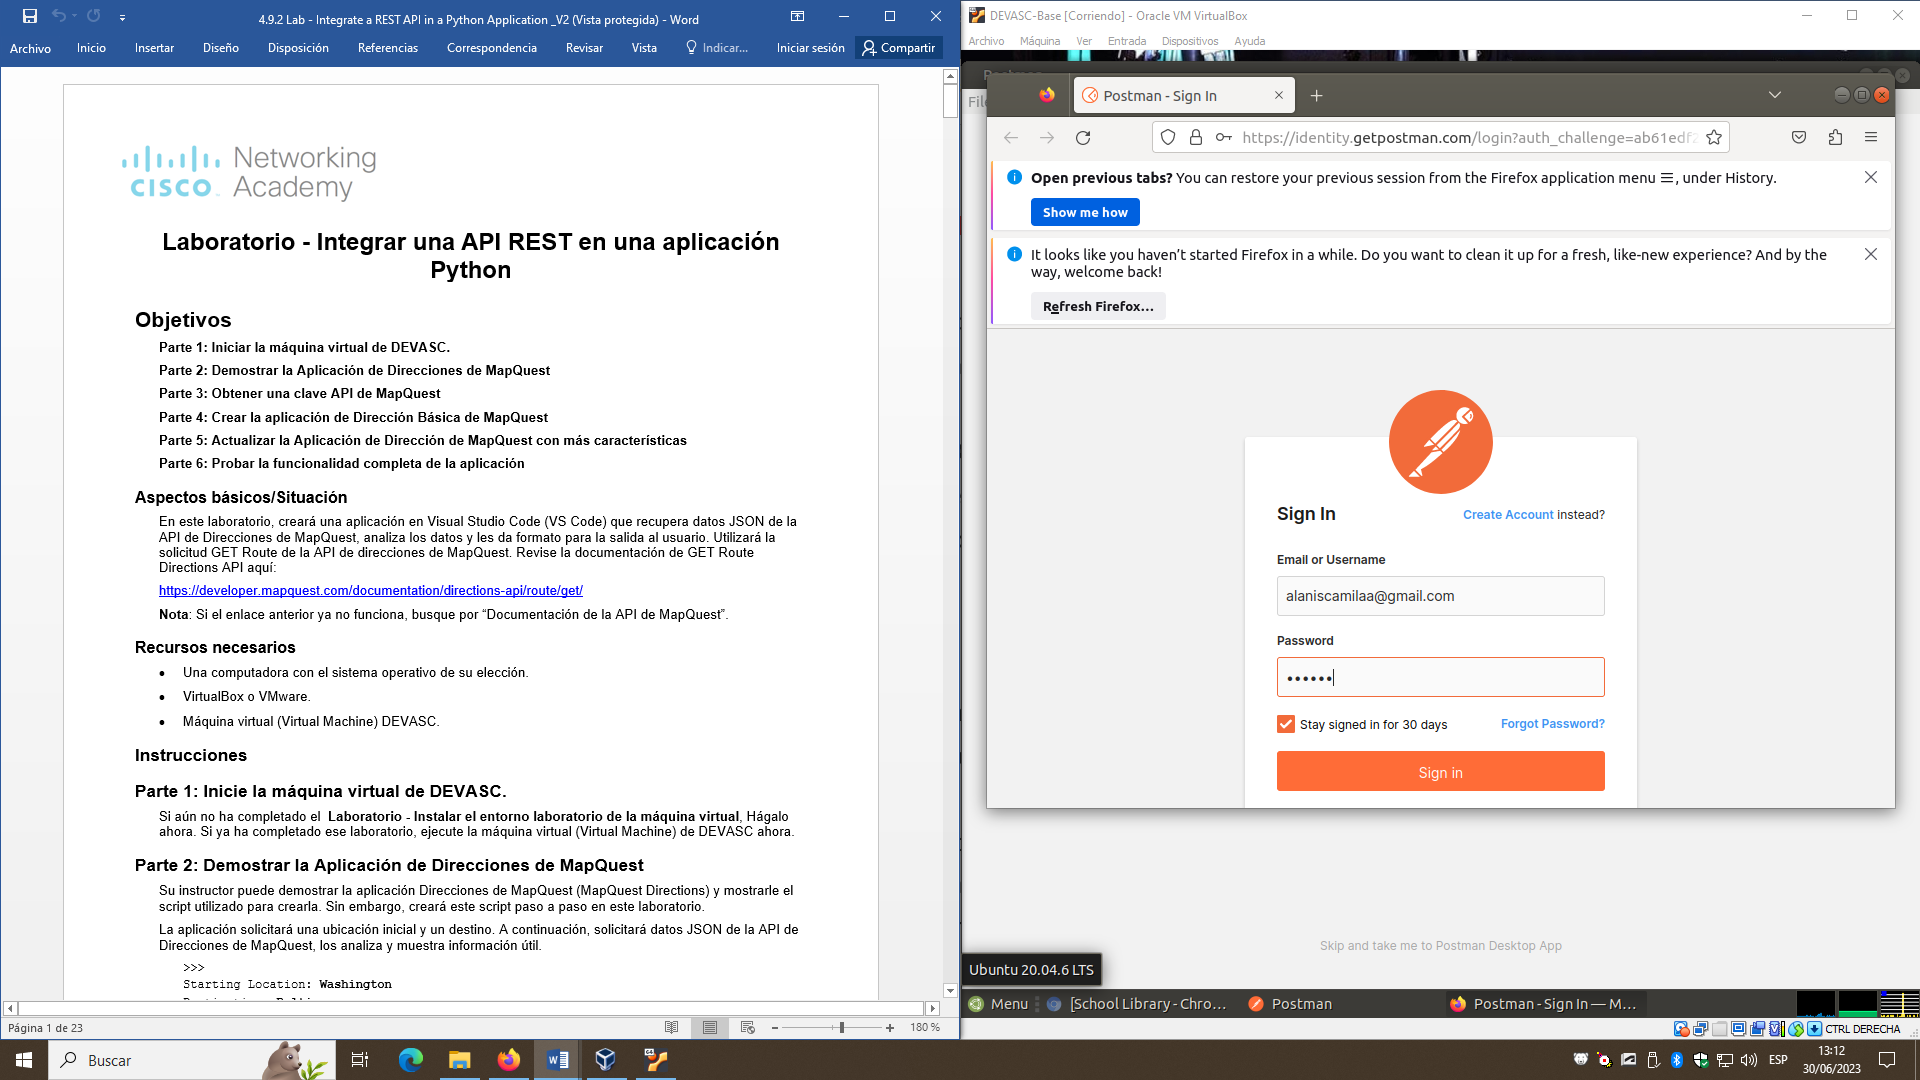 4.9.2 Lab - Integrate a REST API in a Python Application _V2 (Vista protegida) - Word
Archivo Inicio Insertar Diseño Disposición Referencias Correspondencia Revisar Vista Indicar... Iniciar sesión Compartir
Networking
CISCO Academy
Laboratorio - Integrar una API REST en una aplicación
Python
Objetivos
Parte 1: Iniciar la máquina virtual de DEVASC.
Parte 2: Demostrar la Aplicación de Direcciones de MapQuest
Parte 3: Obtener una clave API de MapQuest
Parte 4: Crear la aplicación de Dirección Básica de MapQuest
Parte 5: Actualizar la Aplicación de Dirección de MapQuest con más características
Parte 6: Probar la funcionalidad completa de la aplicación
Aspectos básicos/Situación
En este laboratorio, creará una aplicación en Visual Studio Code (VS Code) que recupera datos JSON de la
API de Direcciones de MapQuest, analiza los datos y les da formato para la salida al usuario. Utilizará la
solicitud GET Route de la API de direcciones de MapQuest. Revise la documentación de GET Route
Directions API aquí:
https://developer.mapquest.com/documentation/directions-api/route/get/
Nota: Si el enlace anterior ya no funciona, busque por “Documentación de la API de MapQuest”.
Recursos necesarios
• Una computadora con el sistema operativo de su elección.
• VirtualBox o VMware.
• Máquina virtual (Virtual Machine) DEVASC.
Instrucciones
Parte 1: Inicie la máquina virtual de DEVASC.
Si aún no ha completado el Laboratorio - Instalar el entorno laboratorio de la máquina virtual, Hágalo
ahora. Si ya ha completado ese laboratorio, ejecute la máquina virtual (Virtual Machine) de DEVASC ahora.
Parte 2: Demostrar la Aplicación de Direcciones de MapQuest
Su instructor puede demostrar la aplicación Direcciones de MapQuest (MapQuest Directions) y mostrarle el
script utilizado para crearla. Sin embargo, creará este script paso a paso en este laboratorio.
La aplicación solicitará una ubicación inicial y un destino. A continuación, solicitará datos JSON de la API de
Direcciones de MapQuest, los analiza y muestra información útil.
>>>
Starting Location: Washington
Página 1 de 23
180 %
DEVASC-Base [Corriendo] - Oracle VM VirtualBox
Archivo Máquina Ver Entrada Dispositivos Ayuda
Postman
Postman - Sign In
https://identity.getpostman.com/login?auth_challenge=ab61edf2
Open previous tabs? You can restore your previous session from the Firefox application menu ≡, under History.
Show me how
It looks like you haven’t started Firefox in a while. Do you want to clean it up for a fresh, like-new experience? And by the
way, welcome back!
Refresh Firefox…
Sign In
Create Account instead?
Email or Username
alaniscamilaa@gmail.com
Password
••••••
Stay signed in for 30 days
Forgot Password?
Sign in
Skip and take me to Postman Desktop App
Ubuntu 20.04.6 LTS
Menu [School Library - Chro... Postman Postman - Sign In — M...
CTRL DERECHA
Buscar
ESP
13:12
30/06/2023